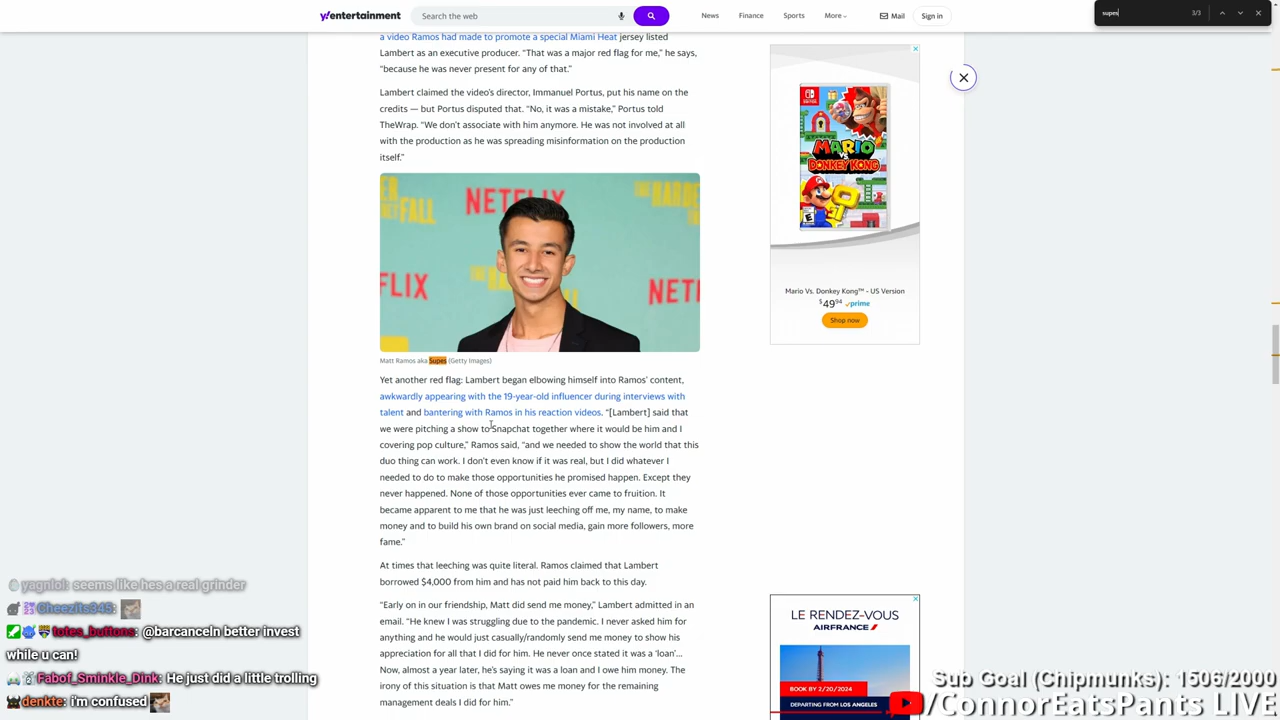 y!entertainment
Search the web
News
Finance
Sports
More
Mail
Sign in
supes
3/3
a video Ramos had made to promote a special Miami Heat jersey listed
Lambert as an executive producer. “That was a major red flag for me,” he says,
“because he was never present for any of that.”
Lambert claimed the video’s director, Immanuel Portus, put his name on the
credits — but Portus disputed that. “No, it was a mistake,” Portus told
TheWrap. “We don’t associate with him anymore. He was not involved at all
with the production as he was spreading misinformation on the production
itself.”
NETFLIX
FLIX
NETF
Matt Ramos aka Supes (Getty Images)
Yet another red flag: Lambert began elbowing himself into Ramos’ content,
awkwardly appearing with the 19-year-old influencer during interviews with
talent and bantering with Ramos in his reaction videos. “[Lambert] said that
we were pitching a show to Snapchat together where it would be him and I
covering pop culture,” Ramos said, “and we needed to show the world that this
duo thing can work. I don’t even know if it was real, but I did whatever I
needed to do to make those opportunities he promised happen. Except they
never happened. None of those opportunities ever came to fruition. It
became apparent to me that he was just leeching off me, my name, to make
money and to build his own brand on social media, gain more followers, more
fame.”
At times that leeching was quite literal. Ramos claimed that Lambert
borrowed $4,000 from him and has not paid him back to this day.
“Early on in our friendship, Matt did send me money,” Lambert admitted in an
email. “He knew I was struggling due to the pandemic. I never asked him for
anything and he would just casually/randomly send me money to show his
appreciation for all that I did for him. He never once stated it was a ‘loan’...
Now, almost a year later, he’s saying it was a loan and I owe him money. The
irony of this situation is that Matt owes me money for the remaining
management deals I did for him.”
MARIO
VS.
DONKEY KONG
Mario Vs. Donkey Kong™ - US Version
$49.94 prime
Shop now
LE RENDEZ-VOUS
AIRFRANCE
BOOK BY 2/20/2024
DEPARTING FROM LOS ANGELES
yagnlol: seems like hes a real grinder
Cheezits345:
totes_buttons: @barcanceln better invest
while u can!
Fabot_Stinkie_Dink: He just did a little trolling
denkte: i'm aroused